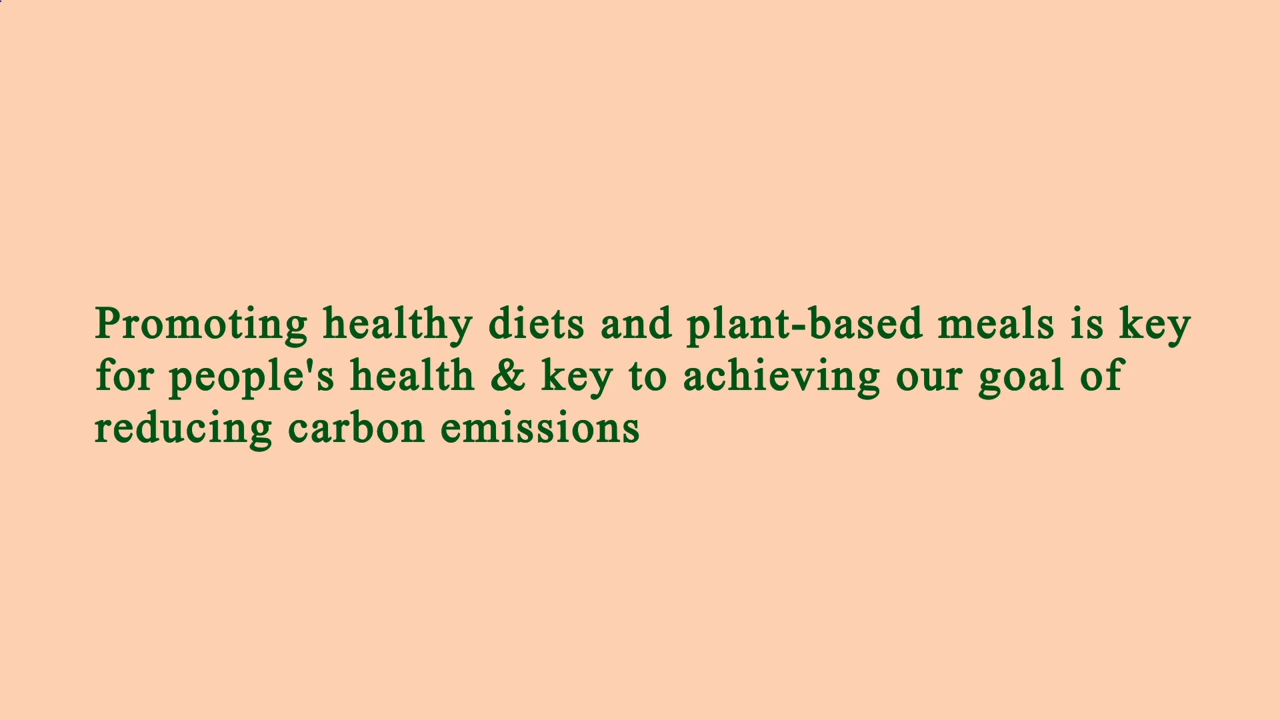 Promoting healthy diets and plant-based meals is key
for people's health & key to achieving our goal of
reducing carbon emissions